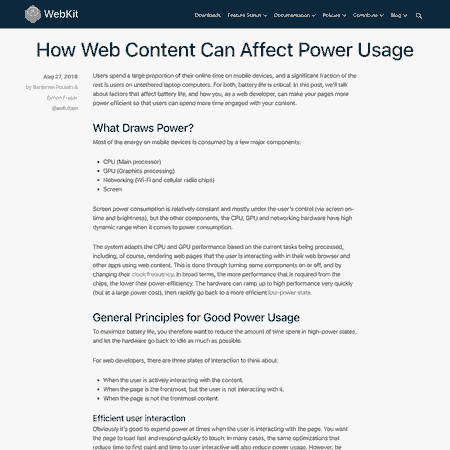 WebKit
Downloads Feature Status Documentation Policies Contribute Blog
How Web Content Can Affect Power Usage
Aug 27, 2019
by Benjamin Poulain &
Users spend a large proportion of their online time on mobile devices, and a significant fraction of the
rest is users on untethered laptop computers. For both, battery life is critical. In this post, we'll talk
about factors that affect battery life, and how you, as a web developer, can make your pages more
power efficient so that users can spend more time engaged with your content.
What Draws Power?
Most of the energy on mobile devices is consumed by a few major components:
CPU (Main processor)
GPU (Graphics processing)
Networking (Wi-Fi and cellular radio chips)
Screen
Screen power consumption is relatively constant and mostly under the user's control (via screen on-
time and brightness), but the other components, the CPU, GPU and networking hardware have high
dynamic range when it comes to power consumption.
The system adapts the CPU and GPU performance based on the current tasks being processed,
including, of course, rendering web pages that the user is interacting with in their web browser and
other apps using web content. This is done through turning some components on or off, and by
changing their clock frequency. In broad terms, the more performance that is required from the
chips, the lower their power-efficiency. The hardware can ramp up to high performance very quickly
(but at a large power cost), then rapidly go back to a more efficient low-power state.
General Principles for Good Power Usage
To maximize battery life, you therefore want to reduce the amount of time spent in high-power states,
and let the hardware go back to idle as much as possible.
For web developers, there are three states of interaction to think about:
When the user is actively interacting with the content.
When the page is the frontmost, but the user is not interacting with it.
When the page is not the frontmost content.
Efficient user interaction
Obviously it's good to expend power at times when the user is interacting with the page. You want
the page to load fast and respond quickly to touch. In many cases, the same optimizations that
reduce time to first paint and time to user interactive will also reduce power usage. However, be